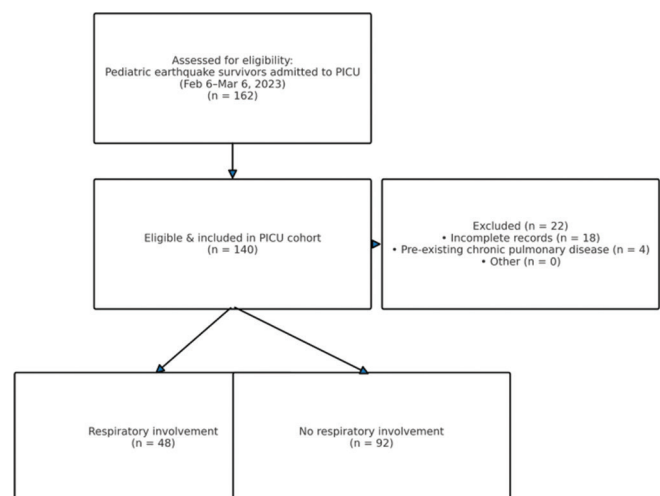 Assessed for eligibility:
Pediatric earthquake survivors admitted to PICU
(Feb 6–Mar 6, 2023)
(n = 162)
Eligible & included in PICU cohort
(n = 140)
Excluded (n = 22)
• Incomplete records (n = 18)
• Pre-existing chronic pulmonary disease (n = 4)
• Other (n = 0)
Respiratory involvement
(n = 48)
No respiratory involvement
(n = 92)